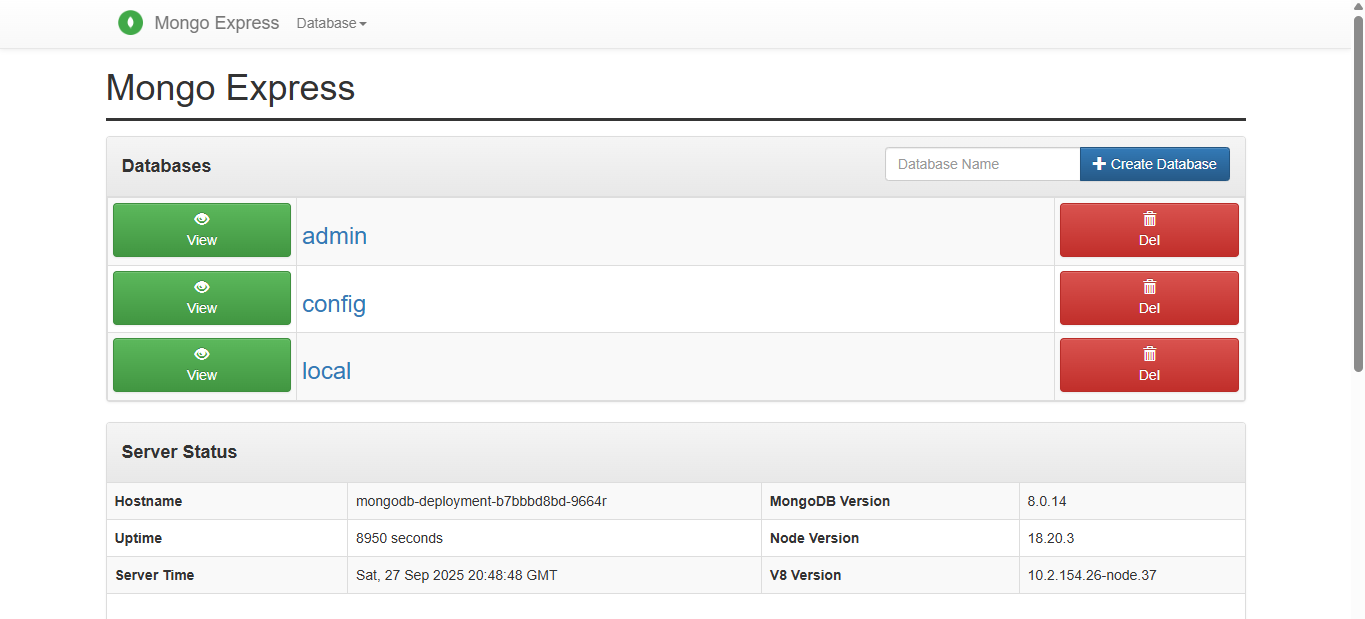 Mongo Express Database
Mongo Express
Databases Database Name Create Database
View admin Del
View config Del
View local Del
Server Status
Hostname mongodb-deployment-b7bbbd8bd-9664r MongoDB Version 8.0.14
Uptime 8950 seconds Node Version 18.20.3
Server Time Sat, 27 Sep 2025 20:48:48 GMT V8 Version 10.2.154.26-node.37